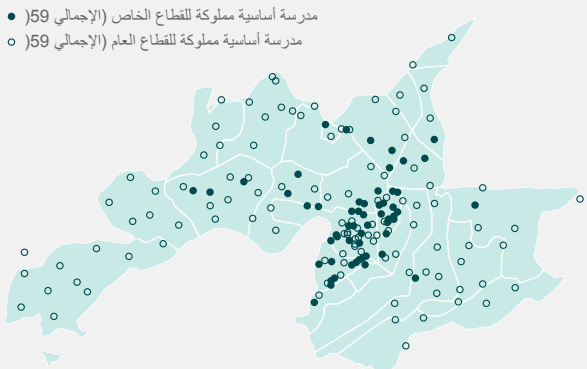 مدرسة أساسية مملوكة للقطاع الخاص (الإجمالي 59(
مدرسة أساسية مملوكة للقطاع العام (الإجمالي 59(